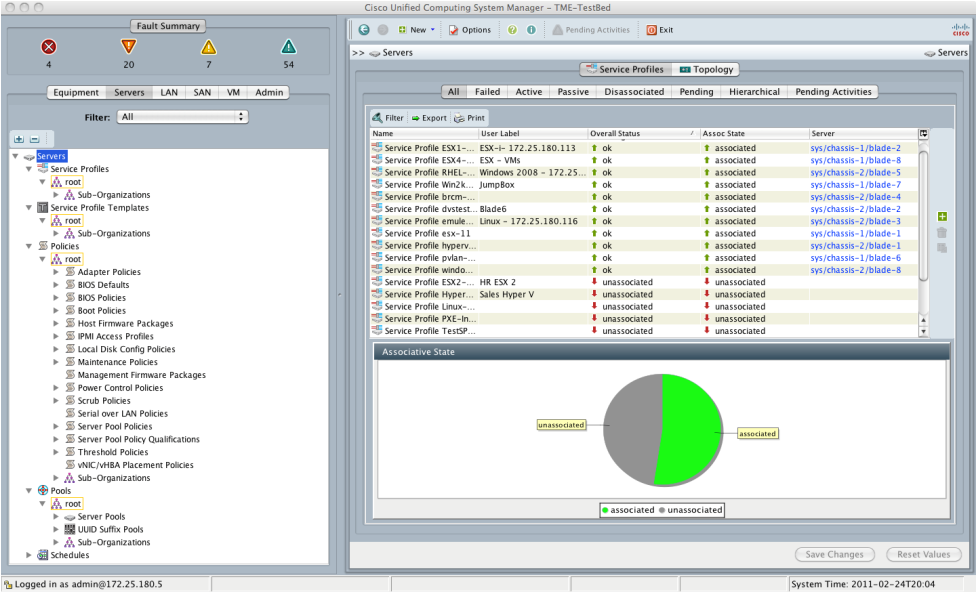 Cisco Unified Computing System Manager - TME-TestBed
Fault Summary
4 20 7 54
New Options Pending Activities Exit
cisco
>> Servers Servers
Equipment Servers LAN SAN VM Admin
Filter: All
Servers
Service Profiles
root
Sub-Organizations
Service Profile Templates
root
Sub-Organizations
Policies
root
Adapter Policies
BIOS Defaults
BIOS Policies
Boot Policies
Host Firmware Packages
IPMI Access Profiles
Local Disk Config Policies
Maintenance Policies
Management Firmware Packages
Power Control Policies
Scrub Policies
Serial over LAN Policies
Server Pool Policies
Server Pool Policy Qualifications
Threshold Policies
vNIC/vHBA Placement Policies
Sub-Organizations
Pools
root
Server Pools
UUID Suffix Pools
Sub-Organizations
Schedules
Service Profiles Topology
All Failed Active Passive Disassociated Pending Hierarchical Pending Activities
Filter Export Print
Name User Label Overall Status Assoc State Server
Service Profile ESX1-... ESX-i- 172.25.180.113 ok associated sys/chassis-1/blade-2
Service Profile ESX4-... ESX - VMs ok associated sys/chassis-1/blade-8
Service Profile RHEL-... Windows 2008 - 172.25... ok associated sys/chassis-2/blade-5
Service Profile Win2k... JumpBox ok associated sys/chassis-1/blade-7
Service Profile brcm-... ok associated sys/chassis-2/blade-4
Service Profile dvstest... Blade6 ok associated sys/chassis-2/blade-2
Service Profile emule... Linux - 172.25.180.116 ok associated sys/chassis-2/blade-3
Service Profile esx-11 ok associated sys/chassis-1/blade-1
Service Profile hyperv... ok associated sys/chassis-2/blade-1
Service Profile pvlan-... ok associated sys/chassis-1/blade-6
Service Profile windo... ok associated sys/chassis-2/blade-8
Service Profile ESX2-... HR ESX 2 unassociated unassociated
Service Profile Hyper... Sales Hyper V unassociated unassociated
Service Profile Linux-... unassociated unassociated
Service Profile PXE-In... unassociated unassociated
Service Profile TestSP... unassociated unassociated
Associative State
unassociated
associated
associated unassociated
Save Changes Reset Values
Logged in as admin@172.25.180.5 System Time: 2011-02-24T20:04